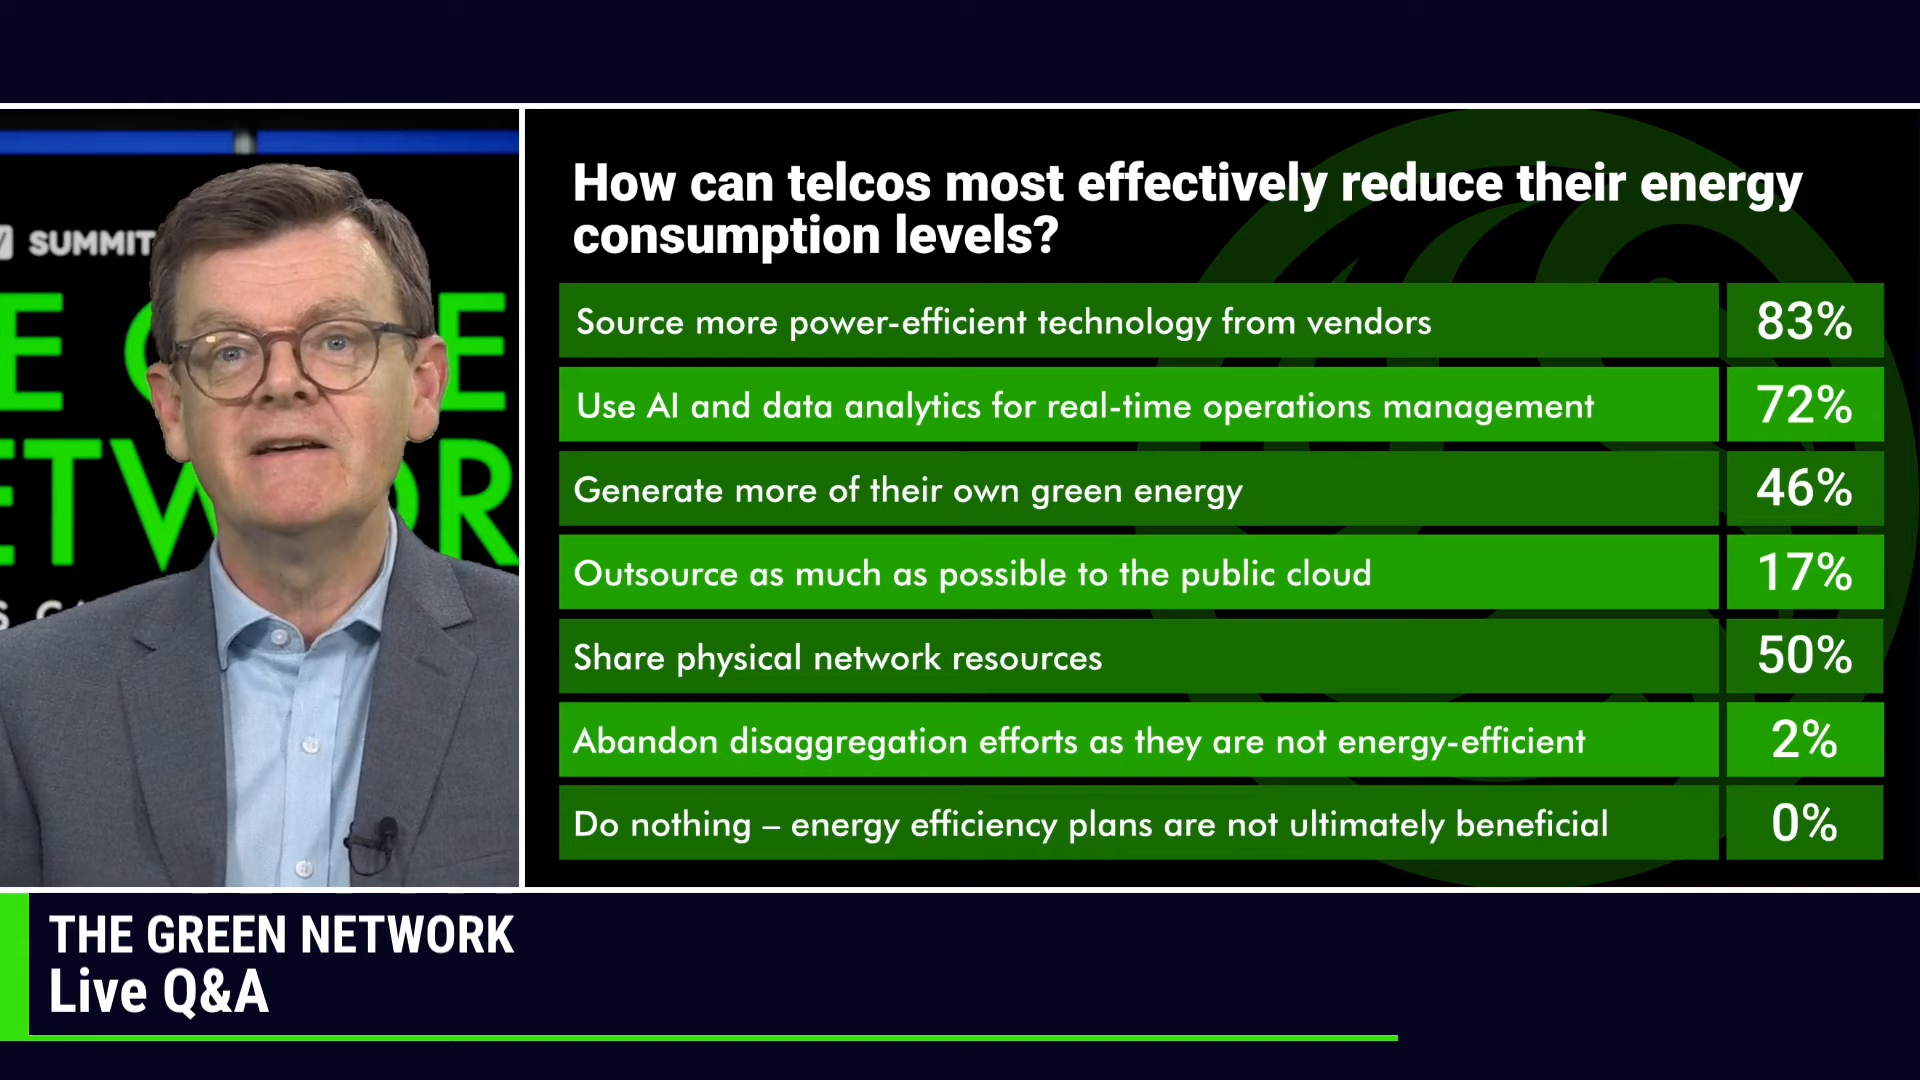 SUMMIT
How can telcos most effectively reduce their energy
consumption levels?
Source more power-efficient technology from vendors 83%
Use AI and data analytics for real-time operations management 72%
Generate more of their own green energy 46%
Outsource as much as possible to the public cloud 17%
Share physical network resources 50%
Abandon disaggregation efforts as they are not energy-efficient 2%
Do nothing – energy efficiency plans are not ultimately beneficial 0%
THE GREEN NETWORK
Live Q&A